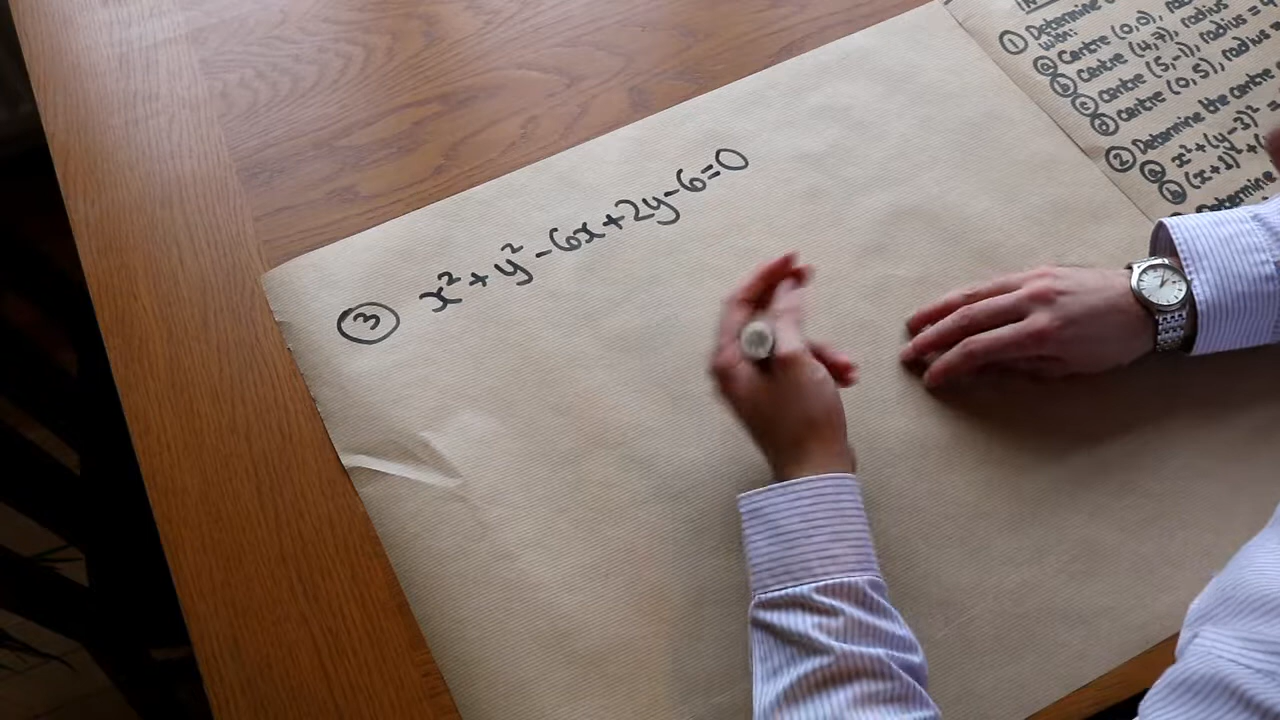 ③ x²+y²-6x+2y-6=0
① Determine
with:
ⓐ Centre (0,0),
ⓑ Centre (4,7), radius
ⓒ Centre (5,-1), radius =
ⓓ Centre (0,5), radius =
② Determine the centre
ⓐ x²+(y-3)² =
ⓑ (x+1)²+(
Determine